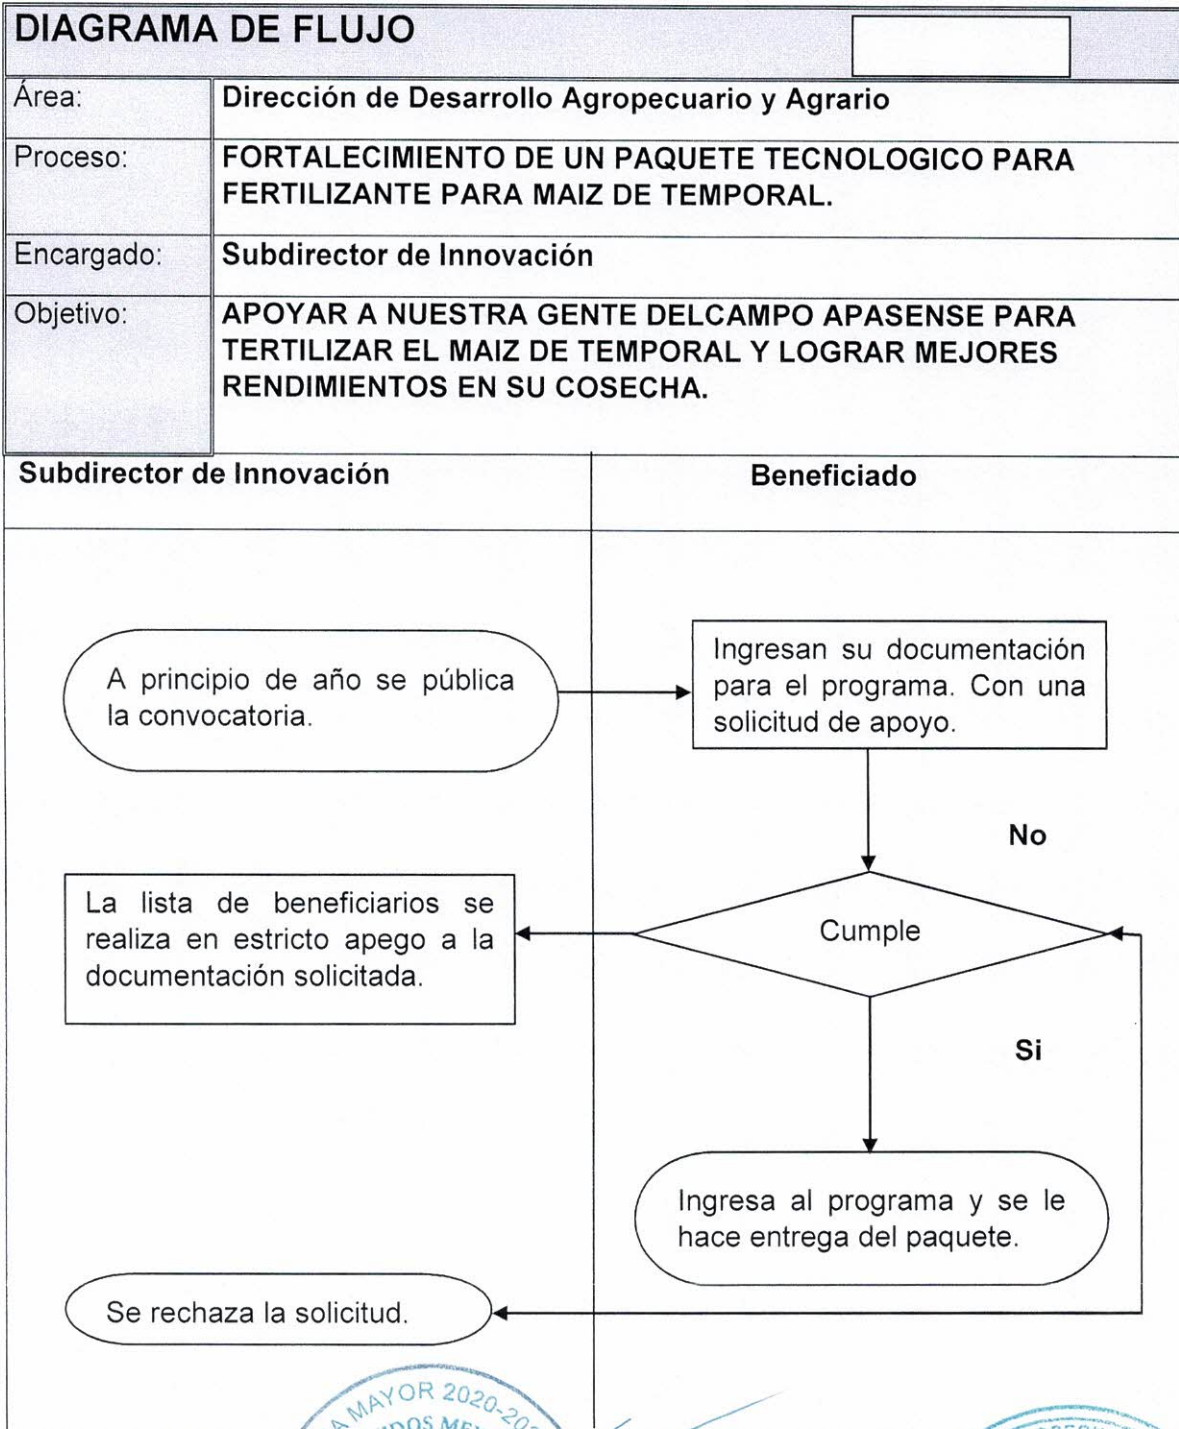 DIAGRAMA DE FLUJO
Área:
Dirección de Desarrollo Agropecuario y Agrario
Proceso:
FORTALECIMIENTO DE UN PAQUETE TECNOLOGICO PARA
FERTILIZANTE PARA MAIZ DE TEMPORAL.
Encargado:
Subdirector de Innovación
Objetivo:
APOYAR A NUESTRA GENTE DELCAMPO APASENSE PARA
TERTILIZAR EL MAIZ DE TEMPORAL Y LOGRAR MEJORES
RENDIMIENTOS EN SU COSECHA.
Subdirector de Innovación
Beneficiado
A principio de año se pública
la convocatoria.
Ingresan su documentación
para el programa. Con una
solicitud de apoyo.
No
La lista de beneficiarios se
realiza en estricto apego a la
documentación solicitada.
Cumple
Si
Ingresa al programa y se le
hace entrega del paquete.
Se rechaza la solicitud.
MAYOR 2020-